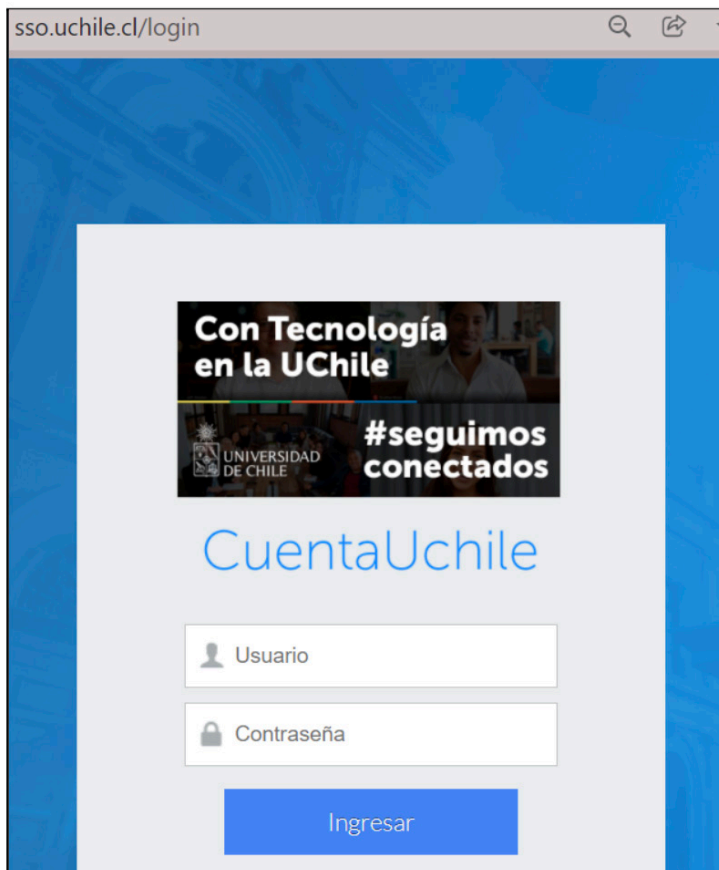 sso.uchile.cl/login
Con Tecnología
en la UChile
#seguimos
conectados
UNIVERSIDAD
DE CHILE
CuentaUchile
Usuario
Contraseña
Ingresar